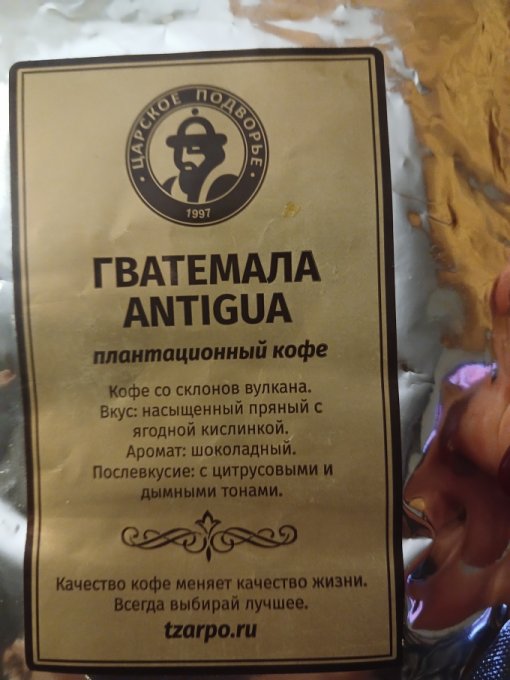 ЦАРСКОЕ ПОДВОРЬЕ
1997
ГВАТЕМАЛА
ANTIGUA
плантационный кофе
Кофе со склонов вулкана.
Вкус: насыщенный пряный с
ягодной кислинкой.
Аромат: шоколадный.
Послевкусие: с цитрусовыми и
дымными тонами.
Качество кофе меняет качество жизни.
Всегда выбирай лучшее.
tzarpo.ru